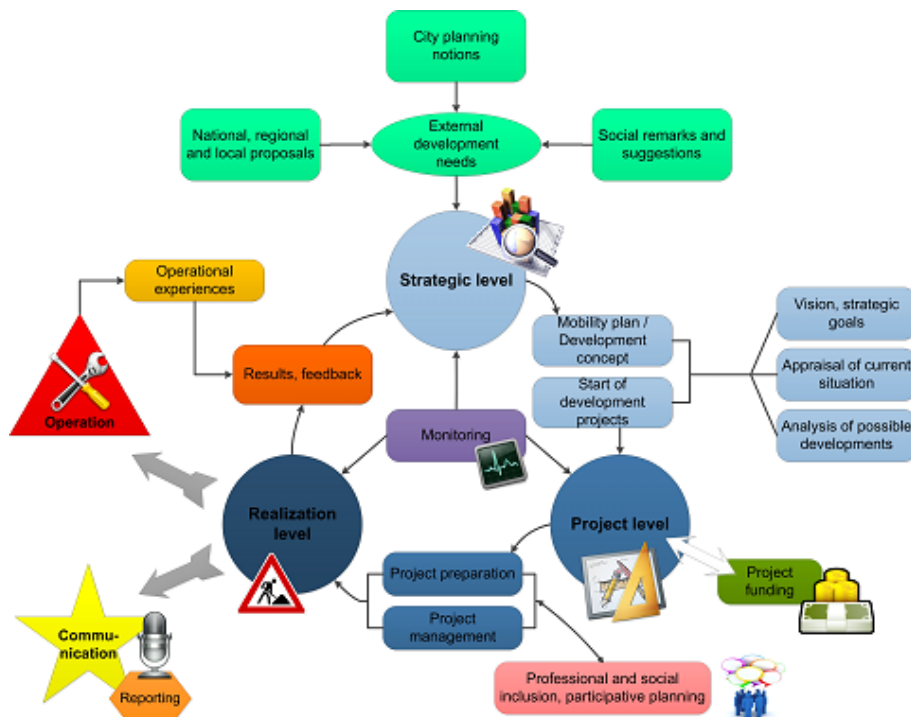 City planning
notions
National, regional
and local proposals
External
development
needs
Social remarks and
suggestions
Strategic level
Operational
experiences
Vision, strategic
goals
Mobility plan /
Development
concept
Results, feedback
Appraisal of current
situation
Start of
development
projects
Operation
Monitoring
Analysis of possible
developments
Realization
level
Project level
Project preparation
Project
funding
Project
management
Commu-
nication
Reporting
Professional and social
inclusion, participative planning